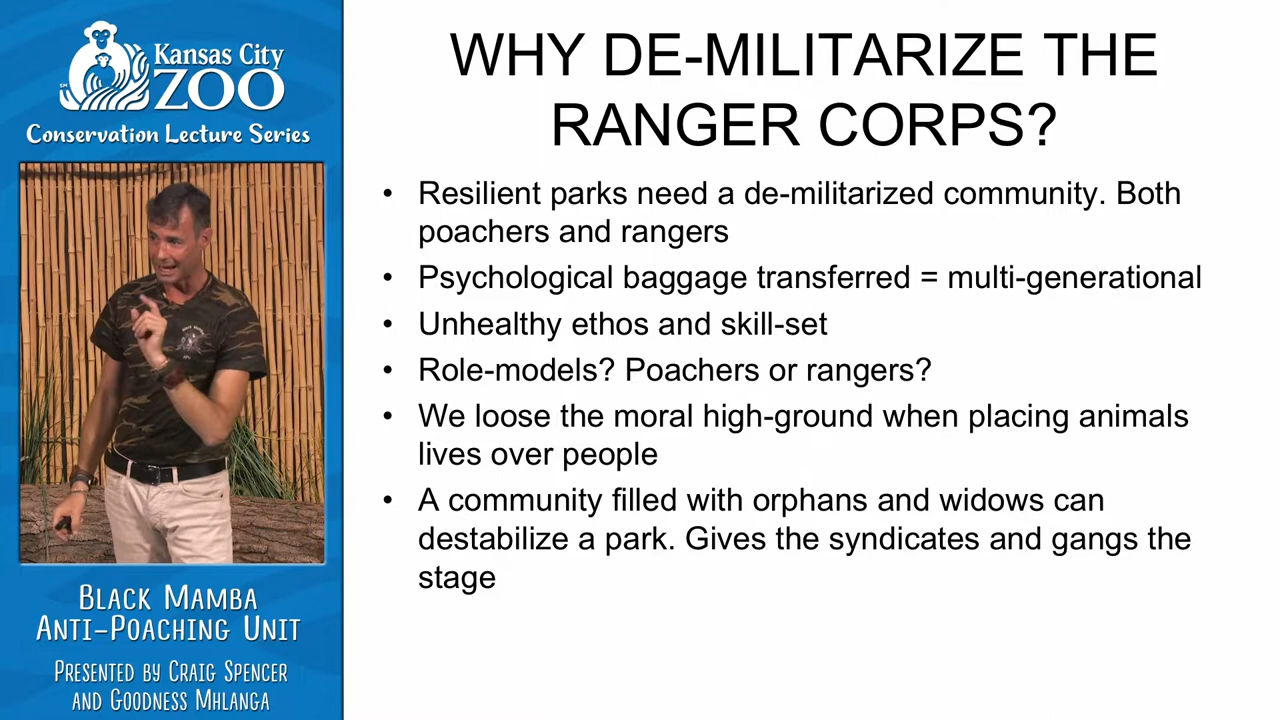 Kansas City
ZOO
SM
Conservation Lecture Series
BLACK MAMBA
ANTI-POACHING UNIT
PRESENTED BY CRAIG SPENCER
AND GOODNESS MHLANGA
WHY DE-MILITARIZE THE
RANGER CORPS?
• Resilient parks need a de-militarized community. Both
poachers and rangers
• Psychological baggage transferred = multi-generational
• Unhealthy ethos and skill-set
• Role-models? Poachers or rangers?
• We loose the moral high-ground when placing animals
lives over people
• A community filled with orphans and widows can
destabilize a park. Gives the syndicates and gangs the
stage